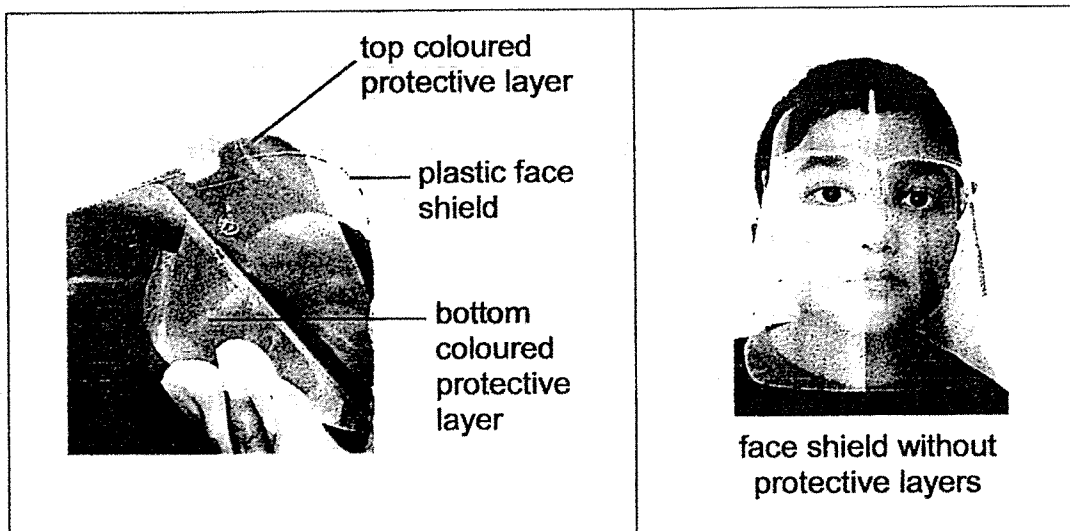 top coloured
protective layer
plastic face
shield
bottom
coloured
protective
layer
face shield without
protective layers